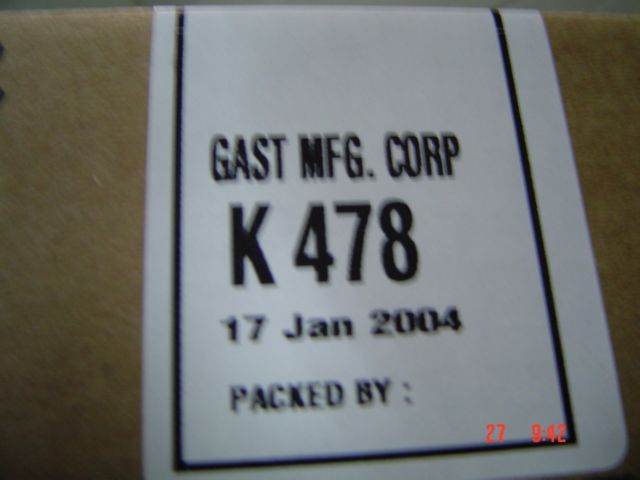 GAST MFG. CORP
K 478
17 Jan 2004
PACKED BY :
27 9:42